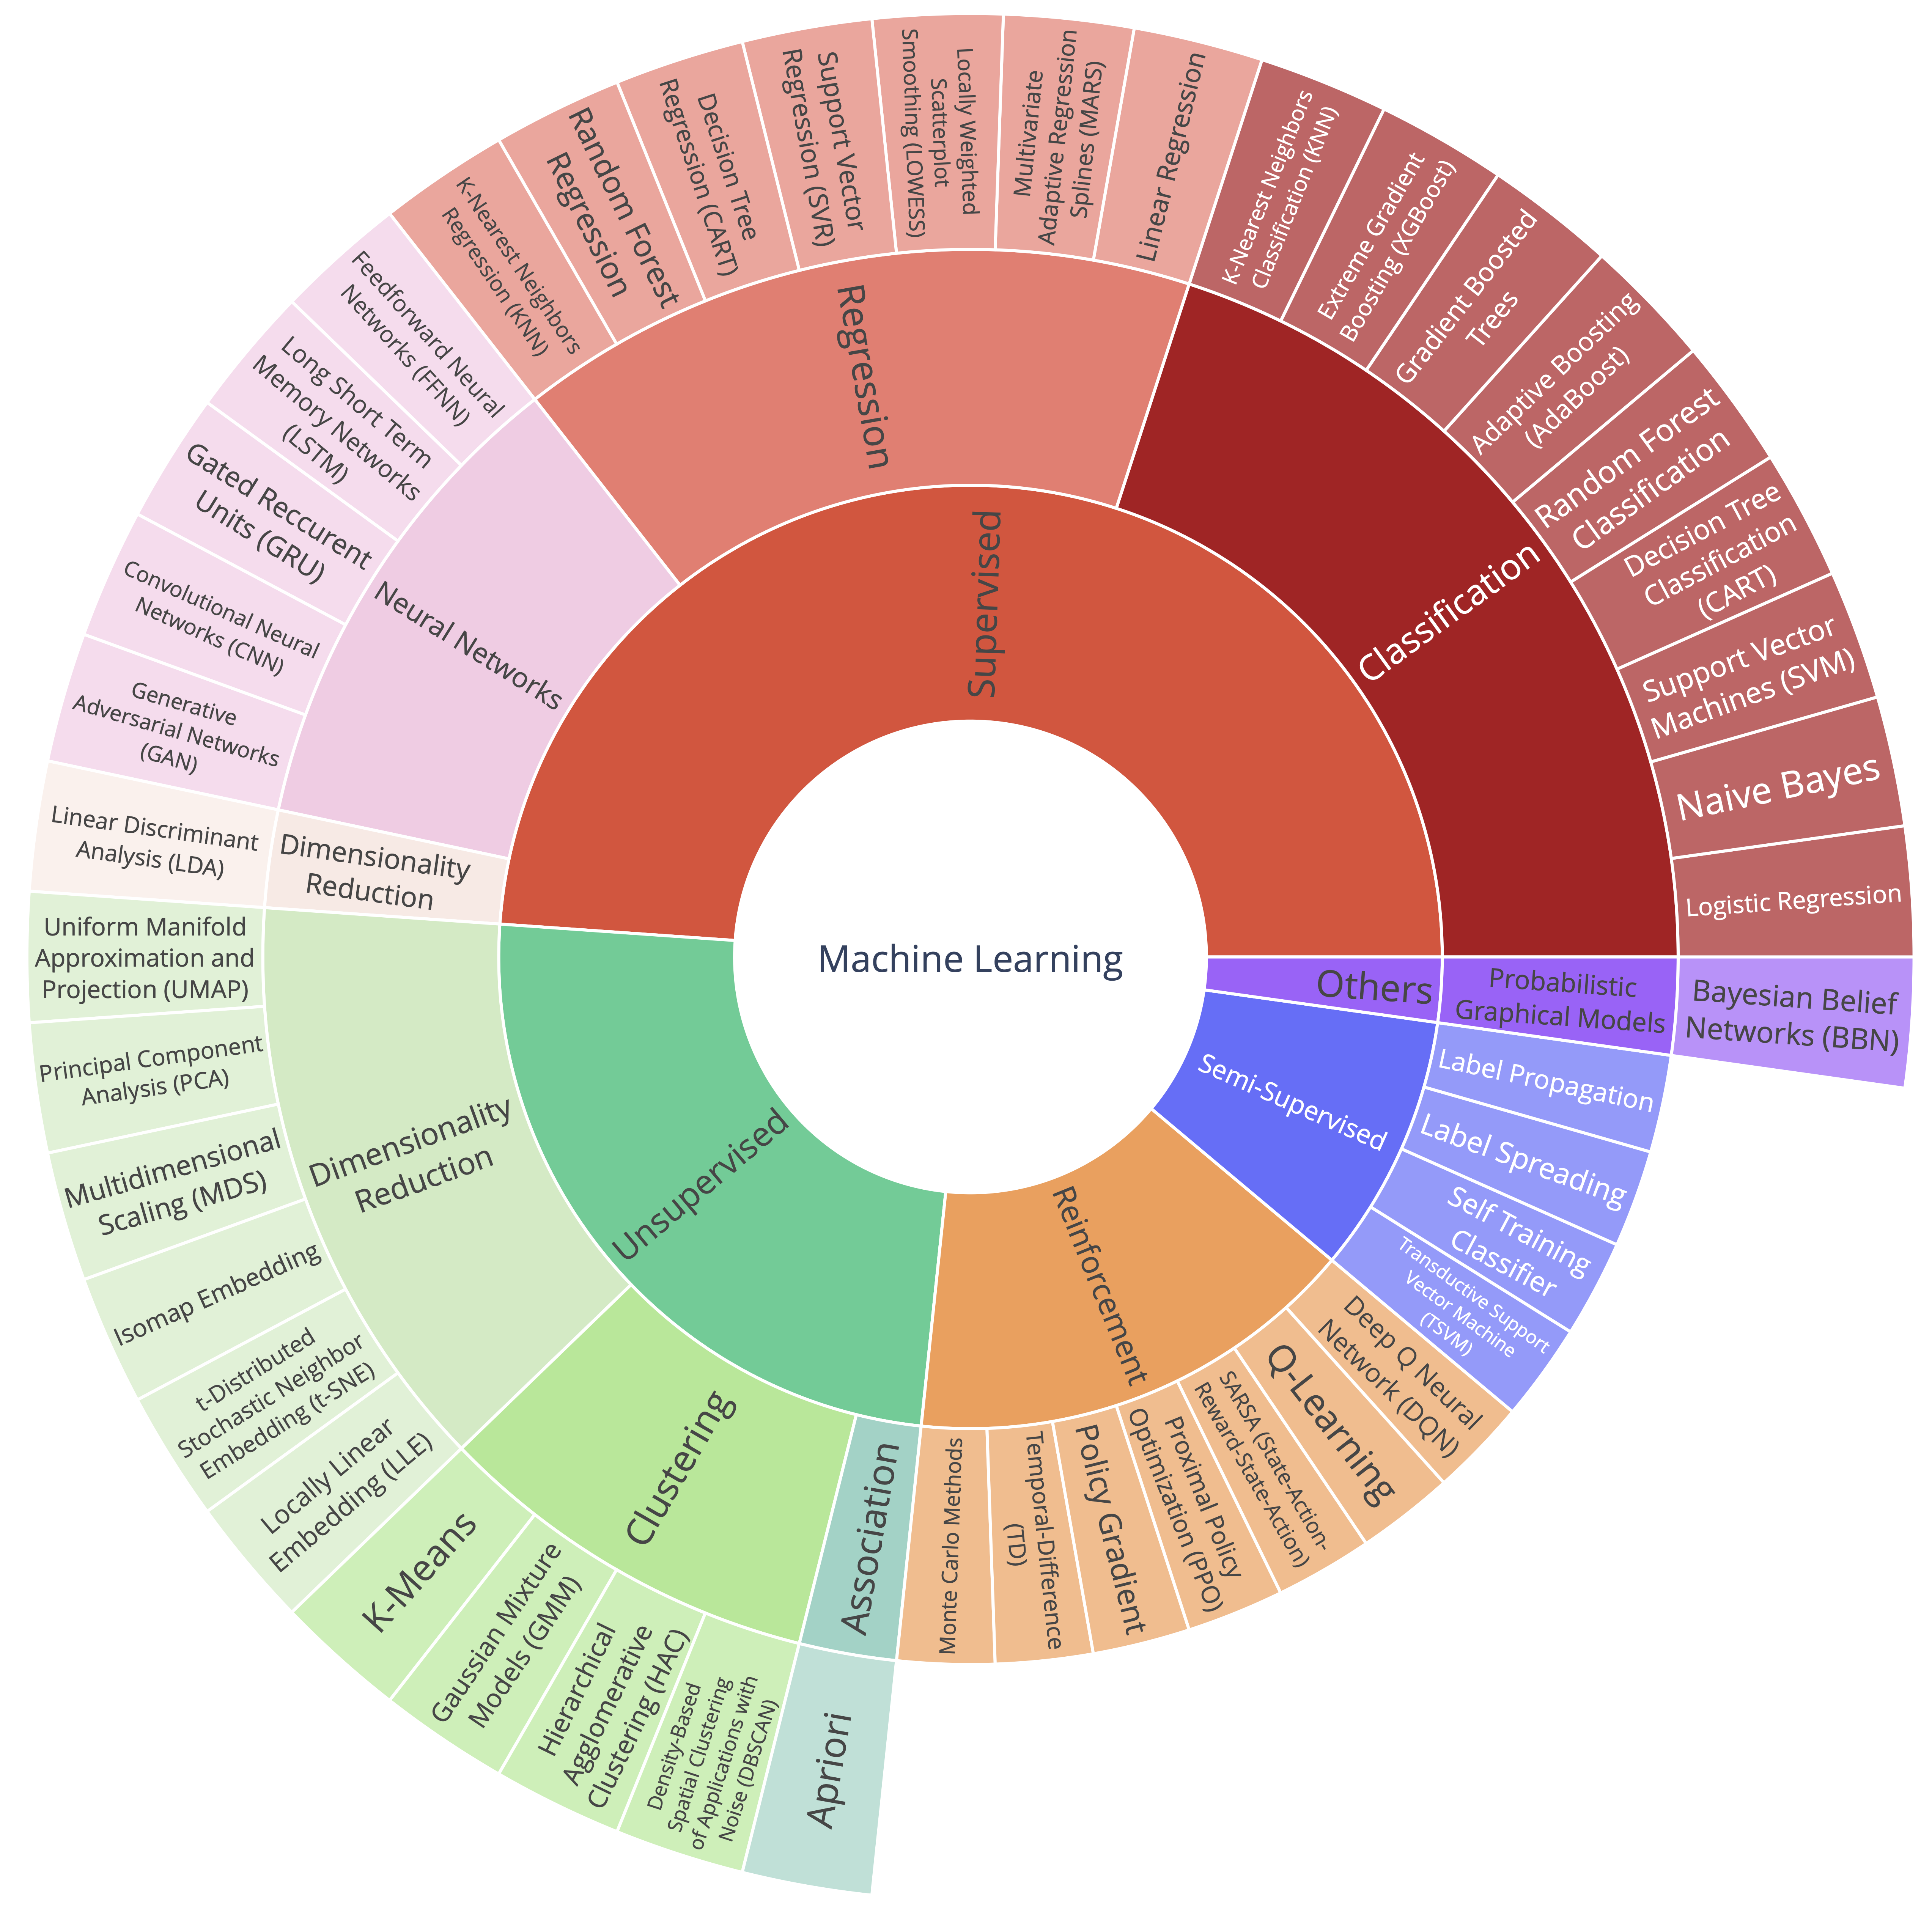 Machine Learning
Supervised
Classification
Logistic Regression
Naive Bayes
Support Vector
Machines (SVM)
Decision Tree
Classification
(CART)
Random Forest
Classification
Adaptive Boosting
(AdaBoost)
Gradient Boosted
Trees
Extreme Gradient
Boosting (XGBoost)
K-Nearest Neighbors
Classification (KNN)
Regression
Linear Regression
Multivariate
Adaptive Regression
Splines (MARS)
Locally Weighted
Scatterplot
Smoothing (LOWESS)
Support Vector
Regression (SVR)
Decision Tree
Regression (CART)
Random Forest
Regression
K-Nearest Neighbors
Regression (KNN)
Neural Networks
Feedforward Neural
Networks (FFNN)
Long Short Term
Memory Networks
(LSTM)
Gated Reccurent
Units (GRU)
Convolutional Neural
Networks (CNN)
Generative
Adversarial Networks
(GAN)
Dimensionality
Reduction
Linear Discriminant
Analysis (LDA)
Unsupervised
Dimensionality
Reduction
Uniform Manifold
Approximation and
Projection (UMAP)
Principal Component
Analysis (PCA)
Multidimensional
Scaling (MDS)
Isomap Embedding
t-Distributed
Stochastic Neighbor
Embedding (t-SNE)
Locally Linear
Embedding (LLE)
Clustering
K-Means
Gaussian Mixture
Models (GMM)
Hierarchical
Agglomerative
Clustering (HAC)
Density-Based
Spatial Clustering
of Applications with
Noise (DBSCAN)
Association
Apriori
Reinforcement
Monte Carlo Methods
Temporal-Difference
(TD)
Policy Gradient
Proximal Policy
Optimization (PPO)
SARSA (State-Action-
Reward-State-Action)
Q-Learning
Deep Q Neural
Network (DQN)
Semi-Supervised
Transductive Support
Vector Machine
(TSVM)
Self Training
Classifier
Label Spreading
Label Propagation
Others
Probabilistic
Graphical Models
Bayesian Belief
Networks (BBN)